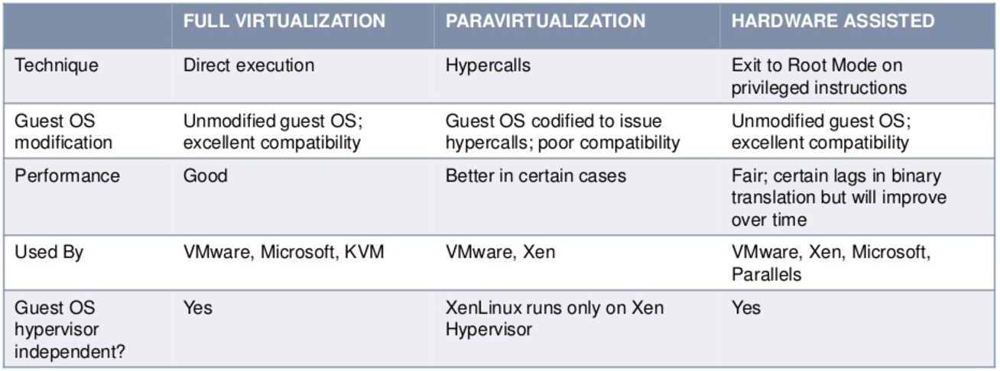 FULL VIRTUALIZATION PARAVIRTUALIZATION HARDWARE ASSISTED
Technique Direct execution Hypercalls Exit to Root Mode on
privileged instructions
Guest OS Unmodified guest OS; Guest OS codified to issue Unmodified guest OS;
modification excellent compatibility hypercalls; poor compatibility excellent compatibility
Performance Good Better in certain cases Fair; certain lags in binary
translation but will improve
over time
Used By VMware, Microsoft, KVM VMware, Xen VMware, Xen, Microsoft,
Parallels
Guest OS Yes XenLinux runs only on Xen Yes
hypervisor Hypervisor
independent?